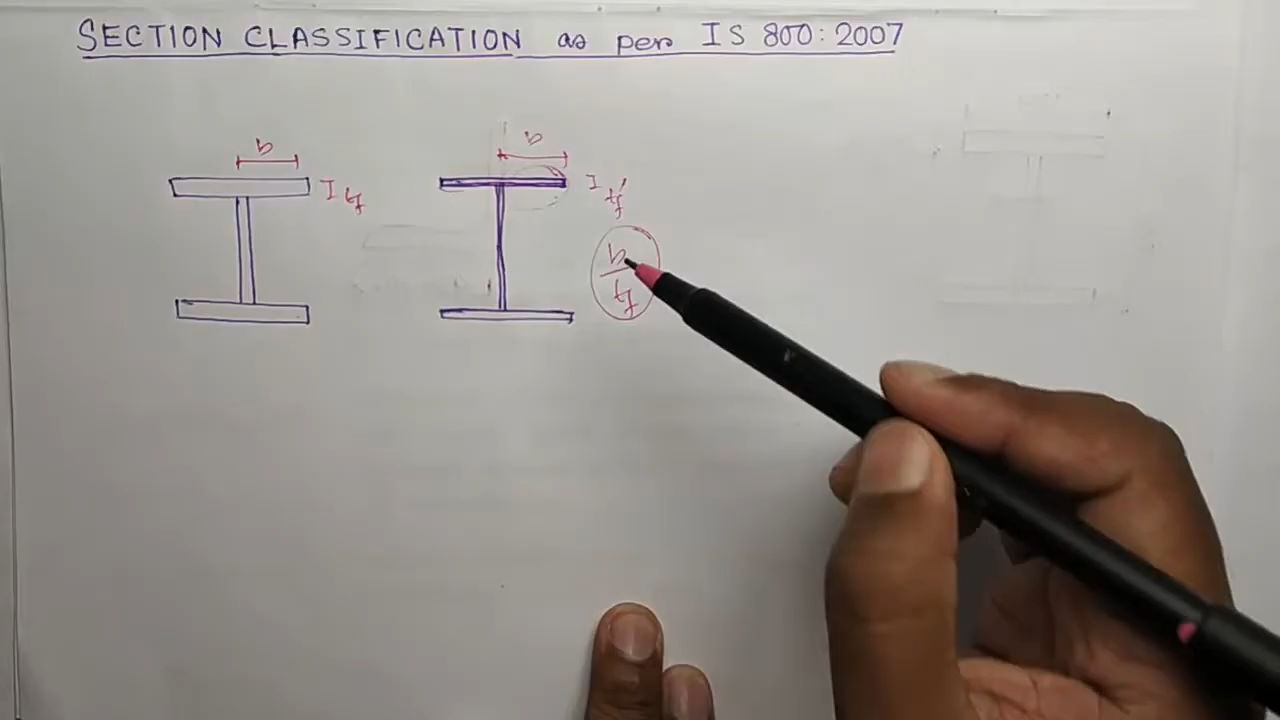 SECTION CLASSIFICATION as per IS 800:2007
b
b
I tf
I tf'
b
tf